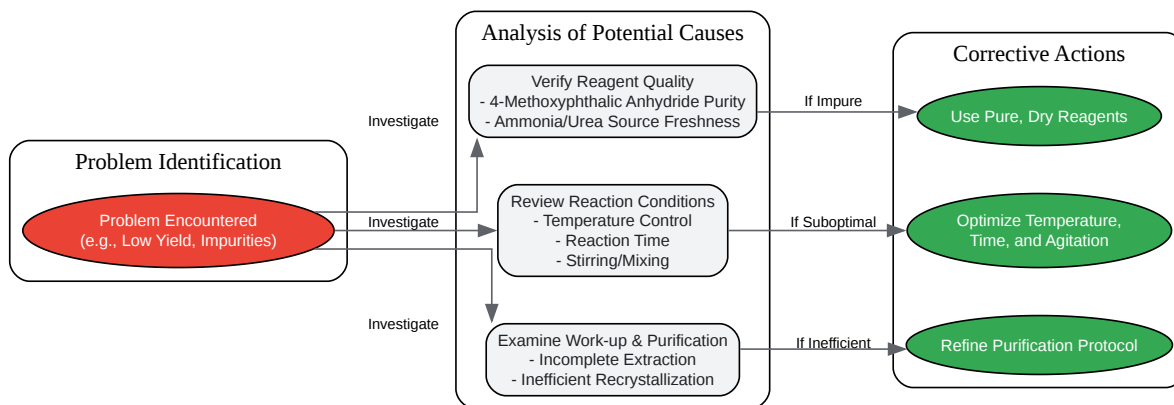 Problem Identification
Problem Encountered
(e.g., Low Yield, Impurities)
Investigate
Investigate
Investigate
Analysis of Potential Causes
Verify Reagent Quality
- 4-Methoxyphthalic Anhydride Purity
- Ammonia/Urea Source Freshness
Review Reaction Conditions
- Temperature Control
- Reaction Time
- Stirring/Mixing
Examine Work-up & Purification
- Incomplete Extraction
- Inefficient Recrystallization
If Impure
If Suboptimal
If Inefficient
Corrective Actions
Use Pure, Dry Reagents
Optimize Temperature,
Time, and Agitation
Refine Purification Protocol